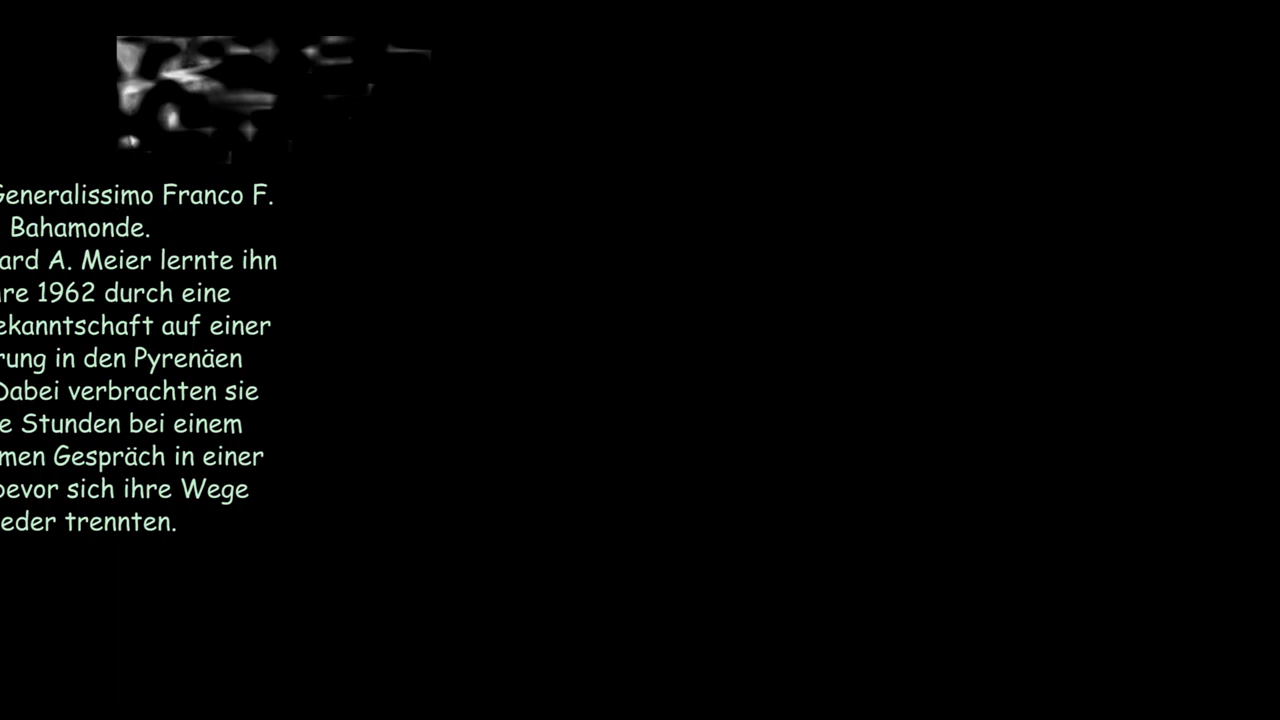 Generalissimo Franco F.
Bahamonde.
ard A. Meier lernte ihn
re 1962 durch eine
ekanntschaft auf einer
rung in den Pyrenäen
Dabei verbrachten sie
e Stunden bei einem
men Gespräch in einer
bevor sich ihre Wege
eder trennten.